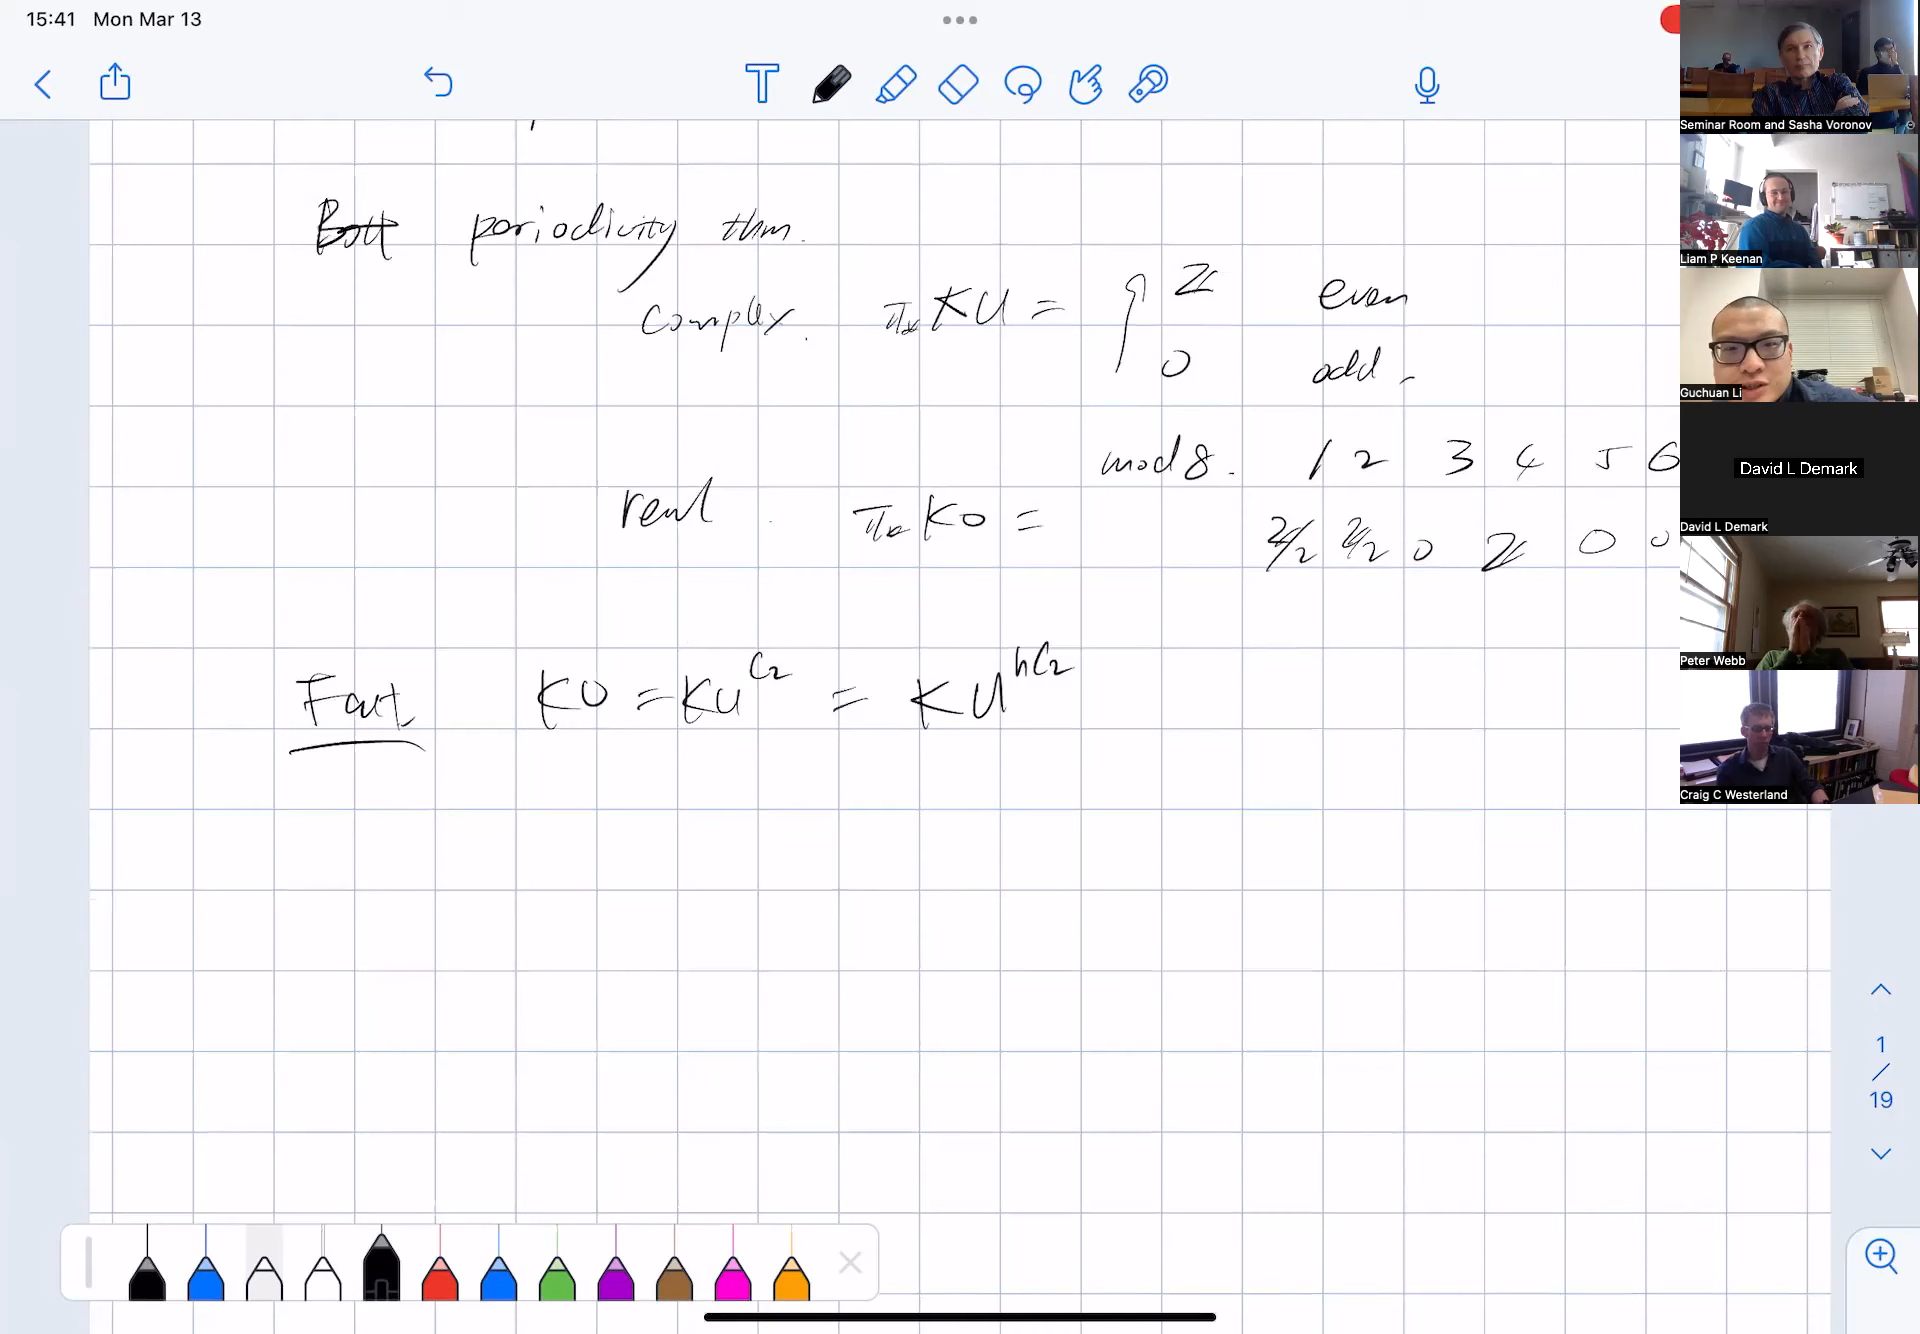 15:41 Mon Mar 13
Bott periodicity thm.
complex. π* KU = { Z even
0 odd.
mod 8. 1 2 3 4 5 6
real. π* KO = Z/2 Z/2 0 Z 0 0
Fact KO = KU^C2 = KU^hC2
Seminar Room and Sasha Voronov
Liam P Keenan
Guchuan Li
David L Demark
David L Demark
Peter Webb
Craig C Westerland
1
/
19